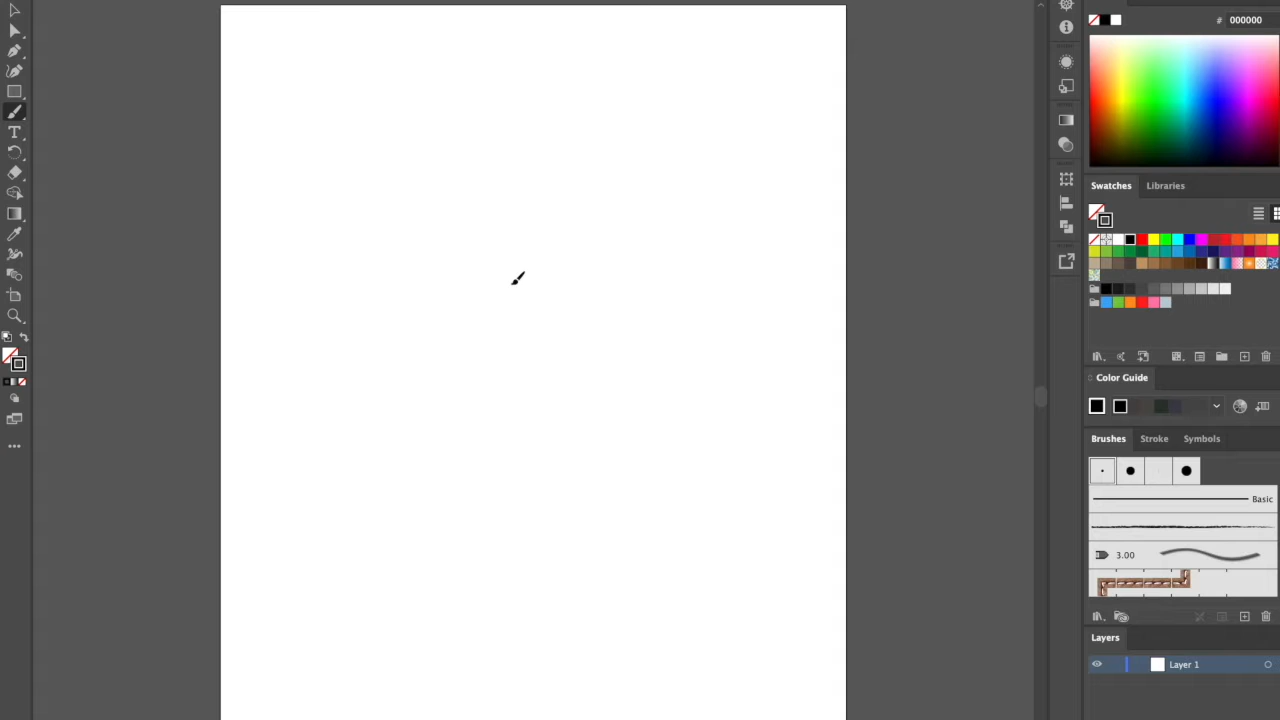 # 000000
Swatches Libraries
Color Guide
Brushes Stroke Symbols
Basic
3.00
Layers
Layer 1